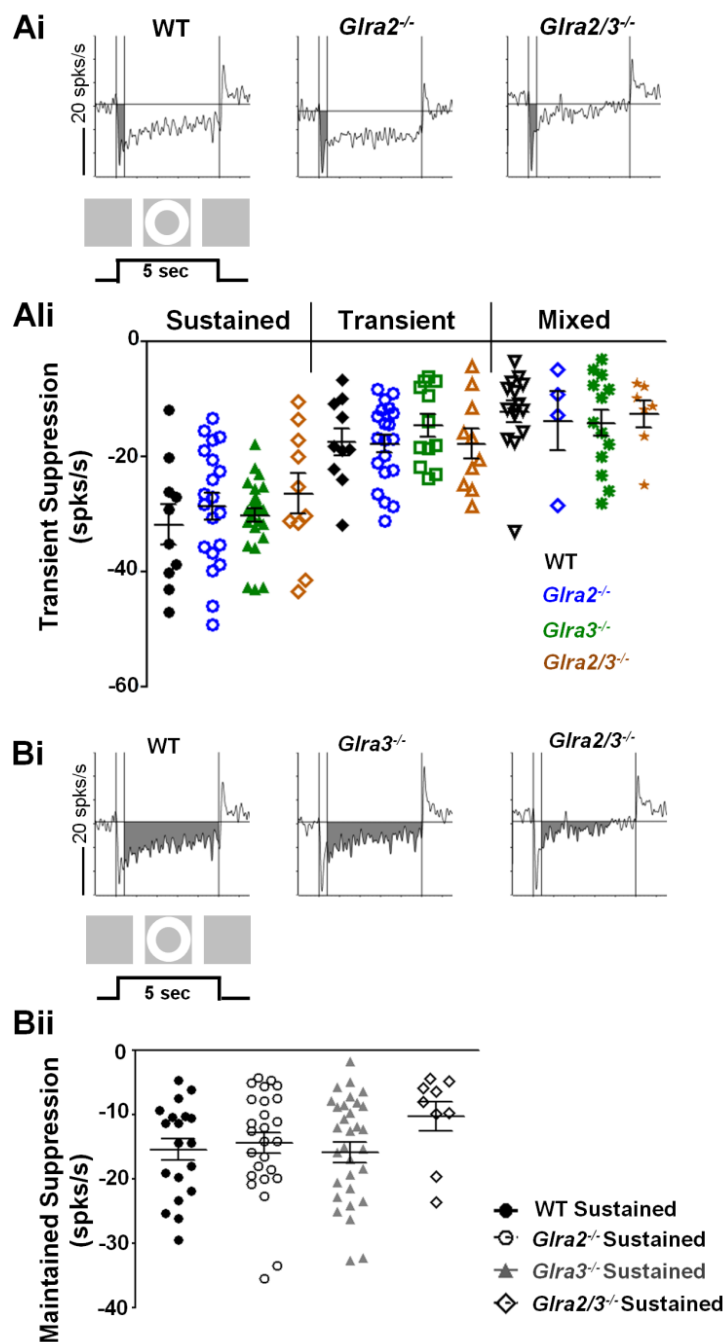 Ai
WT
Glra2-/-
Glra2/3-/-
20 spks/s
5 sec
AIi
Sustained
Transient
Mixed
0
-20
-40
-60
Transient Suppression
(spks/s)
WT
Glra2-/-
Glra3-/-
Glra2/3-/-
Bi
WT
Glra3-/-
Glra2/3-/-
20 spks/s
5 sec
Bii
0
-10
-20
-30
-40
Maintained Suppression
(spks/s)
WT Sustained
Glra2-/- Sustained
Glra3-/- Sustained
Glra2/3-/- Sustained